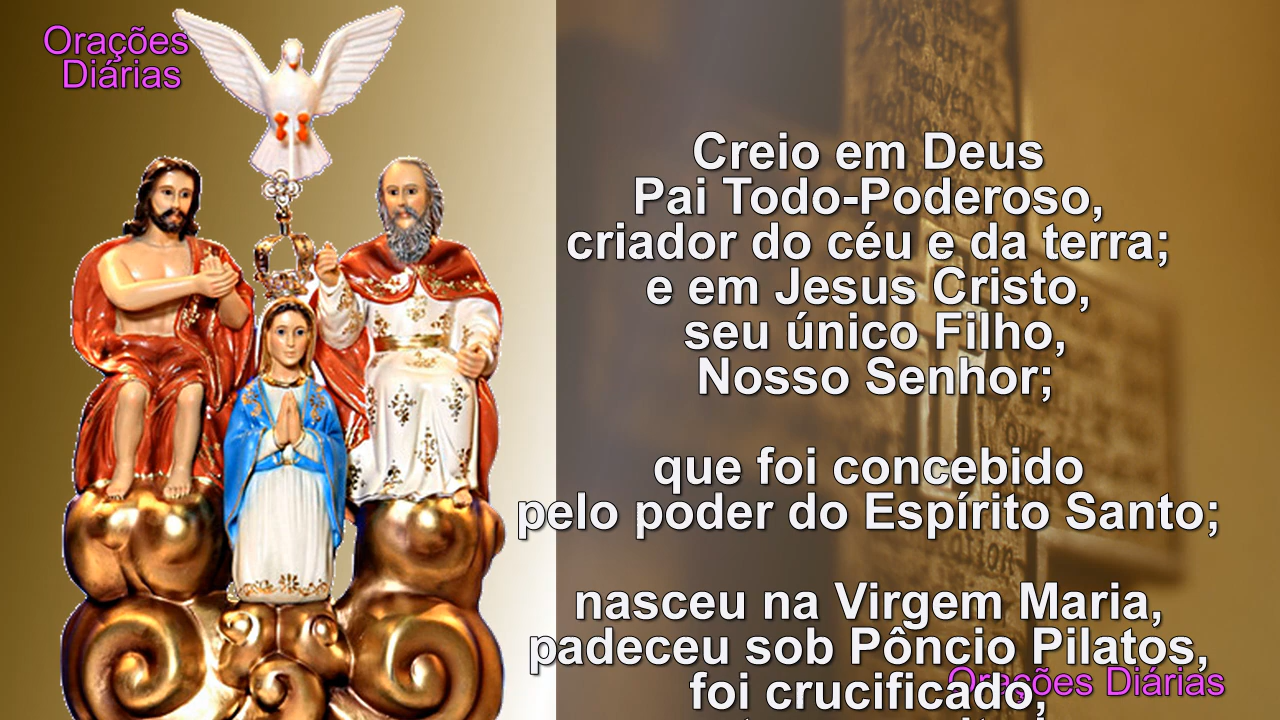 Orações
Diárias
Creio em Deus
Pai Todo-Poderoso,
criador do céu e da terra;
e em Jesus Cristo,
seu único Filho,
Nosso Senhor;
que foi concebido
pelo poder do Espírito Santo;
nasceu na Virgem Maria,
padeceu sob Pôncio Pilatos,
foi crucificado,
Orações Diárias